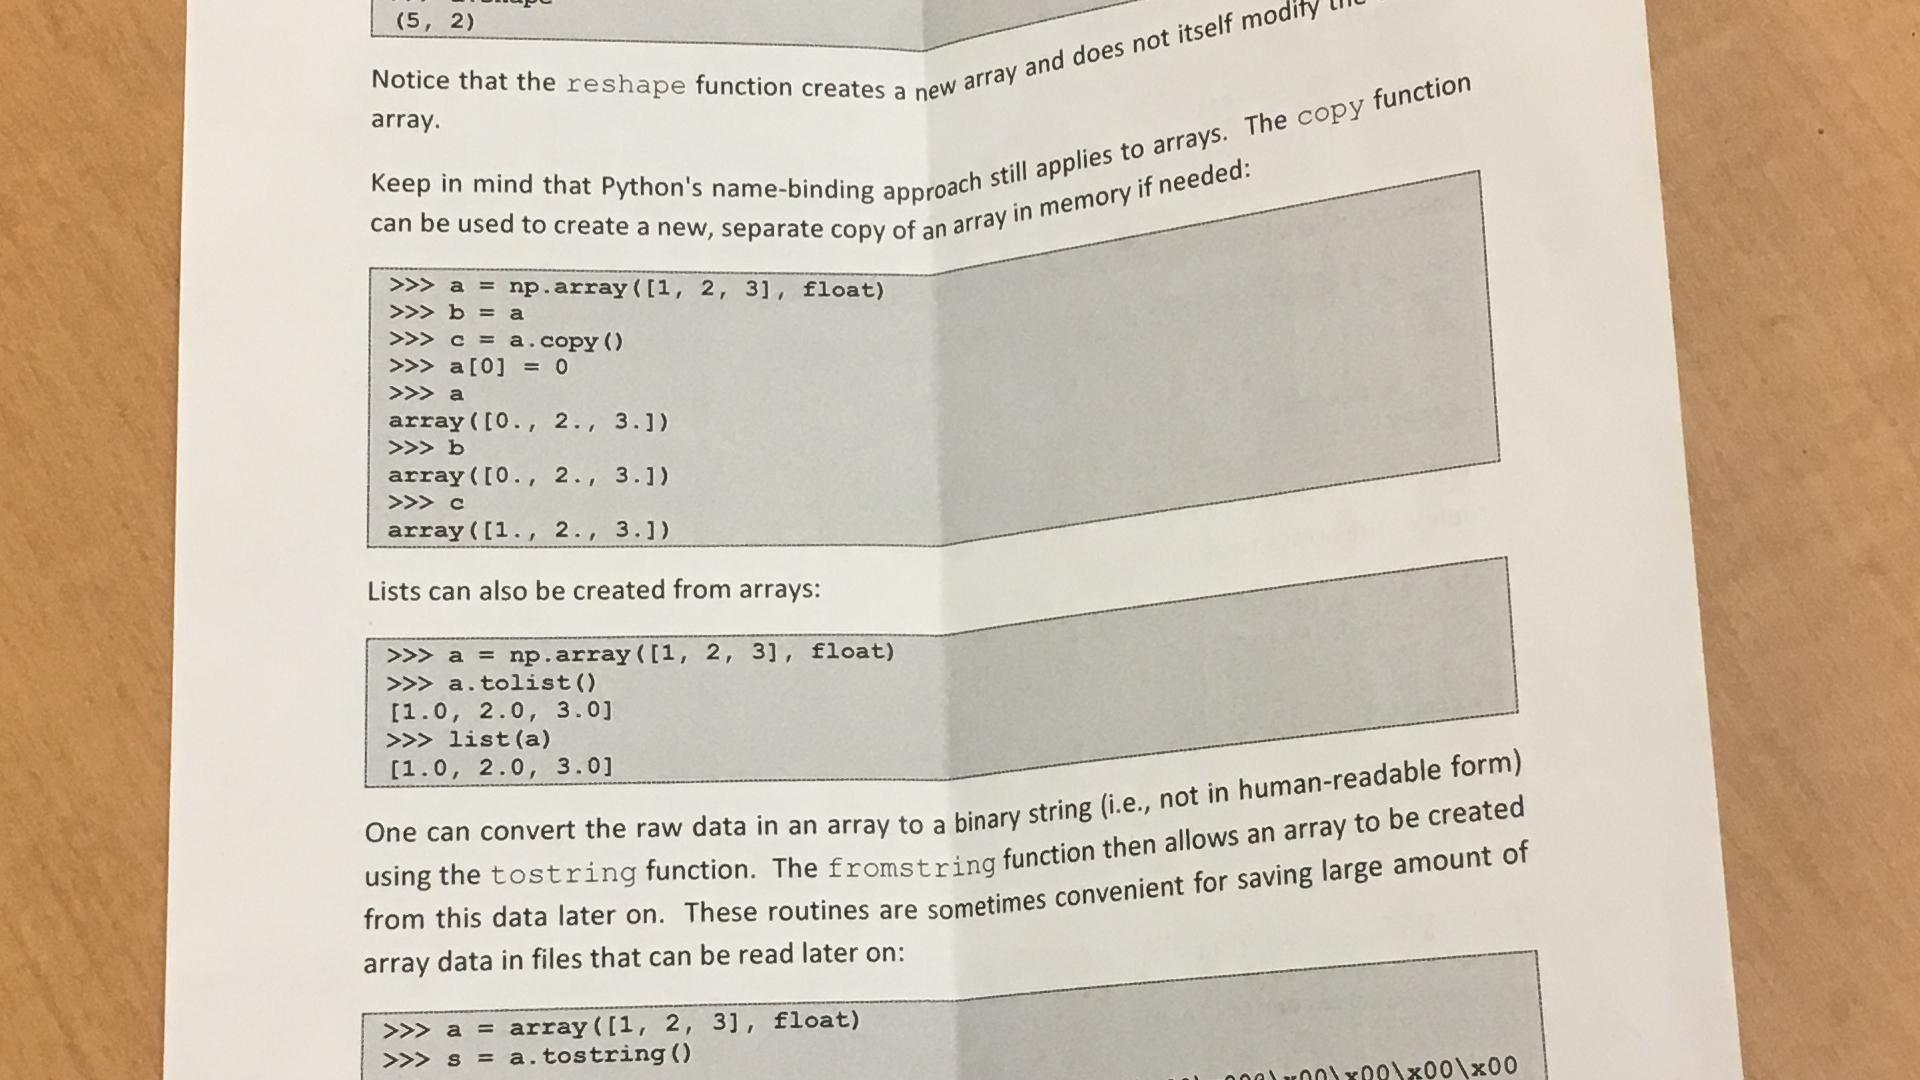 (5, 2)
Notice that the reshape function creates a new array and does not itself modify the
array.
Keep in mind that Python's name-binding approach still applies to arrays. The copy function
can be used to create a new, separate copy of an array in memory if needed:
>>> a = np.array([1, 2, 3], float)
>>> b = a
>>> c = a.copy()
>>> a[0] = 0
>>> a
array([0., 2., 3.])
>>> b
array([0., 2., 3.])
>>> c
array([1., 2., 3.])
Lists can also be created from arrays:
>>> a = np.array([1, 2, 3], float)
>>> a.tolist()
[1.0, 2.0, 3.0]
>>> list(a)
[1.0, 2.0, 3.0]
One can convert the raw data in an array to a binary string (i.e., not in human-readable form)
using the tostring function. The fromstring function then allows an array to be created
from this data later on. These routines are sometimes convenient for saving large amount of
array data in files that can be read later on:
>>> a = array([1, 2, 3], float)
>>> s = a.tostring()
\x00\x00\x00